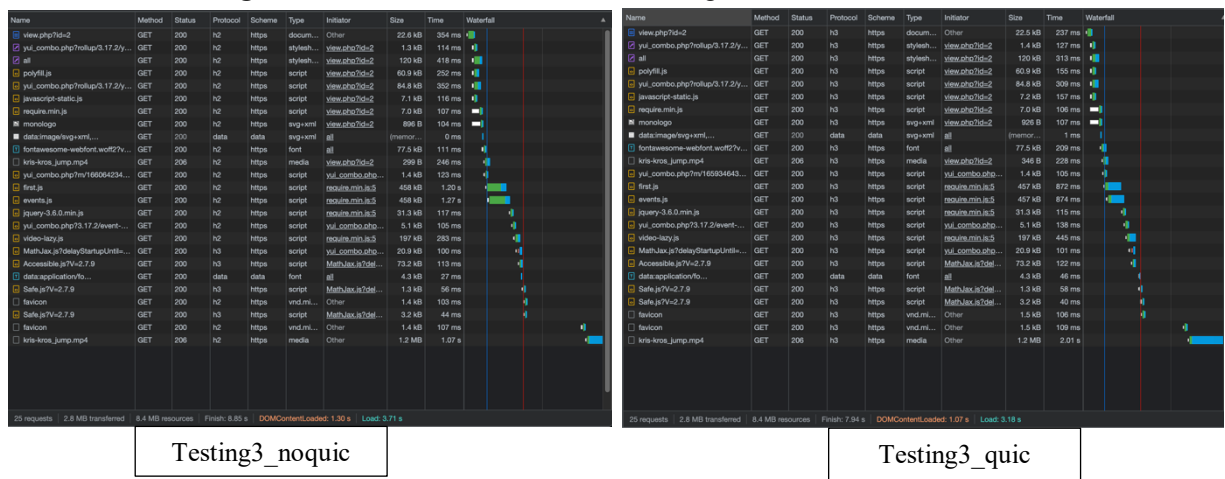 Name Method Status Protocol Scheme Type Initiator Size Time Waterfall
view.php?id=2 GET 200 h2 https docum... Other 22.6 kB 354 ms
yui_combo.php?rollup/3.17.2/y... GET 200 h2 https stylesh... view.php?id=2 1.3 kB 114 ms
all GET 200 h2 https stylesh... view.php?id=2 120 kB 418 ms
polyfill.js GET 200 h2 https script view.php?id=2 60.9 kB 252 ms
yui_combo.php?rollup/3.17.2/y... GET 200 h2 https script view.php?id=2 84.8 kB 352 ms
javascript-static.js GET 200 h2 https script view.php?id=2 7.1 kB 116 ms
require.min.js GET 200 h2 https script view.php?id=2 7.0 kB 107 ms
monologo GET 200 h2 https svg+xml view.php?id=2 896 B 104 ms
data:image/svg+xml,... GET 200 data data svg+xml all (memor... 0 ms
fontawesome-webfont.woff2?v... GET 200 h2 https font all 77.5 kB 111 ms
kris-kros_jump.mp4 GET 206 h2 https media view.php?id=2 299 B 246 ms
yui_combo.php?m/166064234... GET 200 h2 https script yui_combo.php... 1.4 kB 123 ms
first.js GET 200 h2 https script require.min.js:5 458 kB 1.20 s
events.js GET 200 h2 https script require.min.js:5 458 kB 1.27 s
jquery-3.6.0.min.js GET 200 h2 https script require.min.js:5 31.3 kB 117 ms
yui_combo.php?3.17.2/event-... GET 200 h2 https script yui_combo.php... 5.1 kB 105 ms
video-lazy.js GET 200 h2 https script require.min.js:5 197 kB 283 ms
MathJax.js?delayStartupUntil=... GET 200 h2 https script yui_combo.php... 20.9 kB 100 ms
Accessible.js?V=2.7.9 GET 200 h3 https script MathJax.js?del... 73.2 kB 113 ms
data:application/fo... GET 200 data data font all 4.3 kB 27 ms
Safe.js?V=2.7.9 GET 200 h3 https script MathJax.js?del... 1.3 kB 56 ms
favicon GET 200 h2 https vnd.mi... Other 1.4 kB 103 ms
Safe.js?V=2.7.9 GET 200 h3 https script MathJax.js?del... 3.2 kB 44 ms
favicon GET 200 h2 https vnd.mi... Other 1.4 kB 107 ms
kris-kros_jump.mp4 GET 206 h2 https media Other 1.2 MB 1.07 s
25 requests 2.8 MB transferred 8.4 MB resources Finish: 8.85 s DOMContentLoaded: 1.30 s Load: 3.71 s
Testing3_noquic
Name Method Status Protocol Scheme Type Initiator Size Time Waterfall
view.php?id=2 GET 200 h3 https docum... Other 22.5 kB 237 ms
yui_combo.php?rollup/3.17.2/y... GET 200 h3 https stylesh... view.php?id=2 1.4 kB 127 ms
all GET 200 h3 https stylesh... view.php?id=2 120 kB 313 ms
polyfill.js GET 200 h3 https script view.php?id=2 60.9 kB 155 ms
yui_combo.php?rollup/3.17.2/y... GET 200 h3 https script view.php?id=2 84.8 kB 309 ms
javascript-static.js GET 200 h3 https script view.php?id=2 7.2 kB 157 ms
require.min.js GET 200 h3 https script view.php?id=2 7.0 kB 106 ms
monologo GET 200 h3 https svg+xml view.php?id=2 926 B 107 ms
data:image/svg+xml,... GET 200 data data svg+xml all (memor... 1 ms
fontawesome-webfont.woff2?v... GET 200 h3 https font all 77.5 kB 209 ms
kris-kros_jump.mp4 GET 206 h3 https media view.php?id=2 346 B 228 ms
yui_combo.php?m/165934643... GET 200 h3 https script yui_combo.php... 1.4 kB 105 ms
first.js GET 200 h3 https script require.min.js:5 457 kB 872 ms
events.js GET 200 h3 https script require.min.js:5 457 kB 874 ms
jquery-3.6.0.min.js GET 200 h3 https script require.min.js:5 31.3 kB 115 ms
yui_combo.php?3.17.2/event-... GET 200 h3 https script yui_combo.php... 5.1 kB 138 ms
video-lazy.js GET 200 h3 https script require.min.js:5 197 kB 445 ms
MathJax.js?delayStartupUntil=... GET 200 h3 https script yui_combo.php... 20.9 kB 101 ms
Accessible.js?V=2.7.9 GET 200 h3 https script MathJax.js?del... 73.2 kB 122 ms
data:application/fo... GET 200 data data font all 4.3 kB 46 ms
Safe.js?V=2.7.9 GET 200 h3 https script MathJax.js?del... 1.3 kB 58 ms
Safe.js?V=2.7.9 GET 200 h3 https script MathJax.js?del... 3.2 kB 40 ms
favicon GET 200 h3 https vnd.mi... Other 1.5 kB 106 ms
favicon GET 200 h3 https vnd.mi... Other 1.5 kB 109 ms
kris-kros_jump.mp4 GET 206 h3 https media Other 1.2 MB 2.01 s
25 requests 2.8 MB transferred 8.4 MB resources Finish: 7.94 s DOMContentLoaded: 1.07 s Load: 3.18 s
Testing3_quic